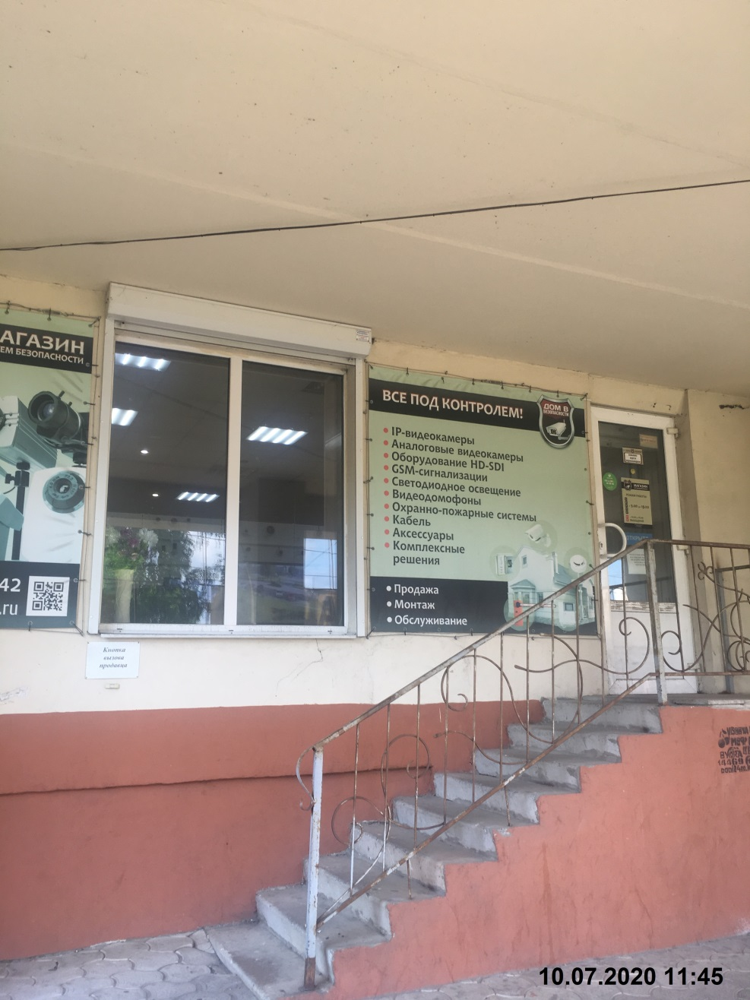 АГАЗИН
ЕМ БЕЗОПАСНОСТИ
42
.ru
Кнопка
вызова
продавца
ВСЕ ПОД КОНТРОЛЕМ!
ДОМ В
БЕЗОПАСНОСТИ
IP-видеокамеры
Аналоговые видеокамеры
Оборудование HD-SDI
GSM-сигнализации
Светодиодное освещение
Видеодомофоны
Охранно-пожарные системы
Кабель
Аксессуары
Комплексные
решения
Продажа
Монтаж
Обслуживание
МАГАЗИН
ОТКРЫТО
10.07.2020 11:45